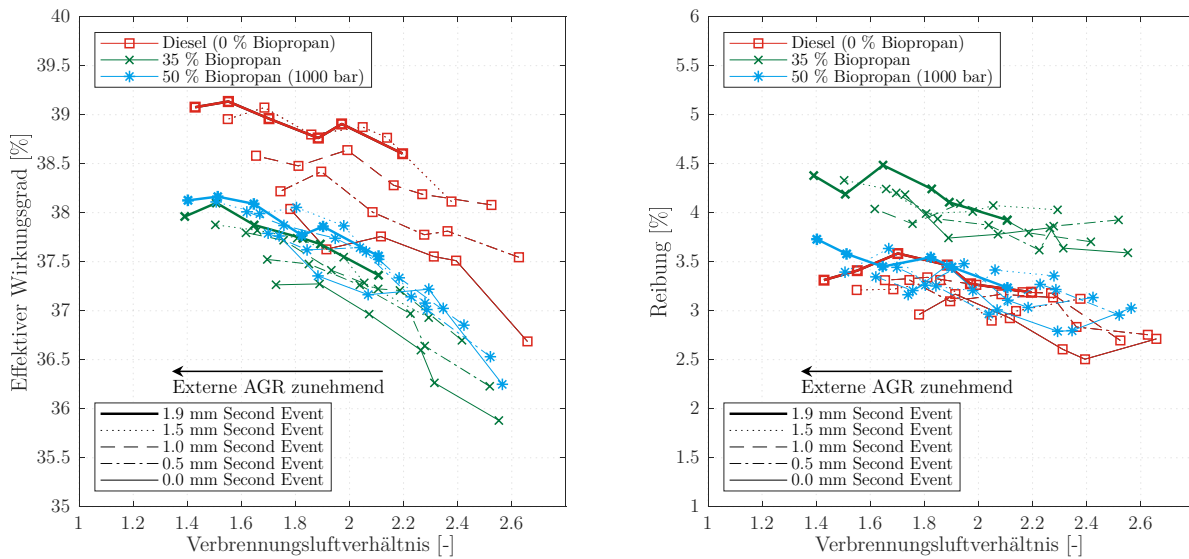 40
39.5
39
38.5
38
37.5
37
36.5
36
35.5
35
Effektiver Wirkungsgrad [%]
Diesel (0 % Biopropan)
35 % Biopropan
50 % Biopropan (1000 bar)
Externe AGR zunehmend
1.9 mm Second Event
1.5 mm Second Event
1.0 mm Second Event
0.5 mm Second Event
0.0 mm Second Event
1 1.2 1.4 1.6 1.8 2 2.2 2.4 2.6
Verbrennungsluftverhältnis [-]
6
5.5
5
4.5
4
3.5
3
2.5
2
1.5
1
Reibung [%]
Diesel (0 % Biopropan)
35 % Biopropan
50 % Biopropan (1000 bar)
Externe AGR zunehmend
1.9 mm Second Event
1.5 mm Second Event
1.0 mm Second Event
0.5 mm Second Event
0.0 mm Second Event
1 1.2 1.4 1.6 1.8 2 2.2 2.4 2.6
Verbrennungsluftverhältnis [-]